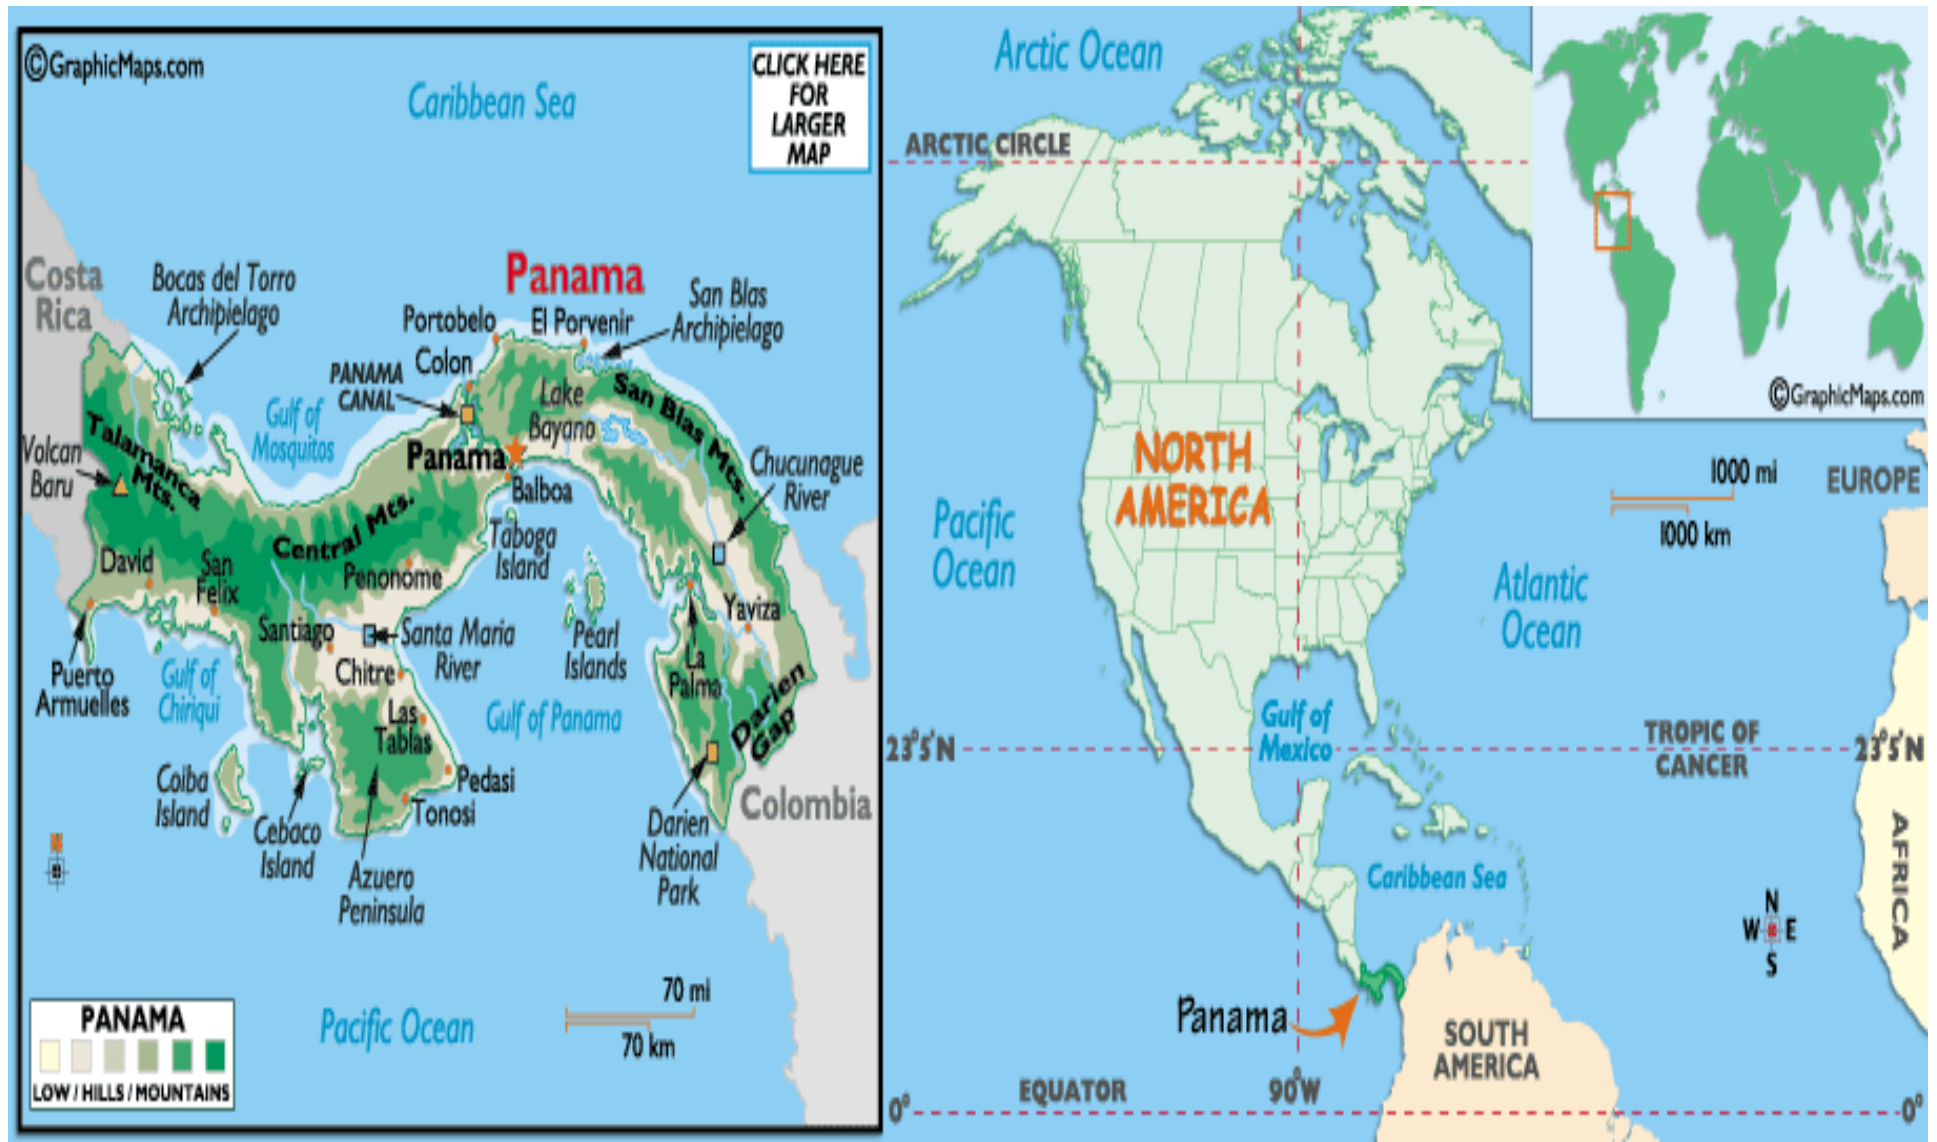 ©GraphicMaps.com
CLICK HERE
FOR
LARGER
MAP
Caribbean Sea
Costa
Rica
Bocas del Torro
Archipielago
Panama
San Blas
Archipielago
Portobelo
El Porvenir
Colon
PANAMA
CANAL
Lake
Bayano
San Blas Mts.
Gulf of
Mosquitos
Talamanca
Mts.
Volcan
Baru
Panama
Balboa
Chucunague
River
Central Mts.
Taboga
Island
David
San
Felix
Penonome
Yaviza
Santiago
Santa Maria
River
Pearl
Islands
La
Palma
Chitre
Puerto
Armuelles
Gulf of
Chiriqui
Las
Tablas
Gulf of Panama
Darien
Gap
Coiba
Island
Pedasi
Tonosi
Cebaco
Island
Azuero
Peninsula
Darien
National
Park
Colombia
Pacific Ocean
70 mi
70 km
PANAMA
LOW / HILLS / MOUNTAINS
Arctic Ocean
ARCTIC CIRCLE
©GraphicMaps.com
NORTH
AMERICA
1000 mi
1000 km
EUROPE
Pacific
Ocean
Atlantic
Ocean
Gulf of
Mexico
TROPIC OF
CANCER
23°5'N
23°5'N
AFRICA
Caribbean Sea
N
W E
S
Panama
SOUTH
AMERICA
EQUATOR
90°W
0°
0°